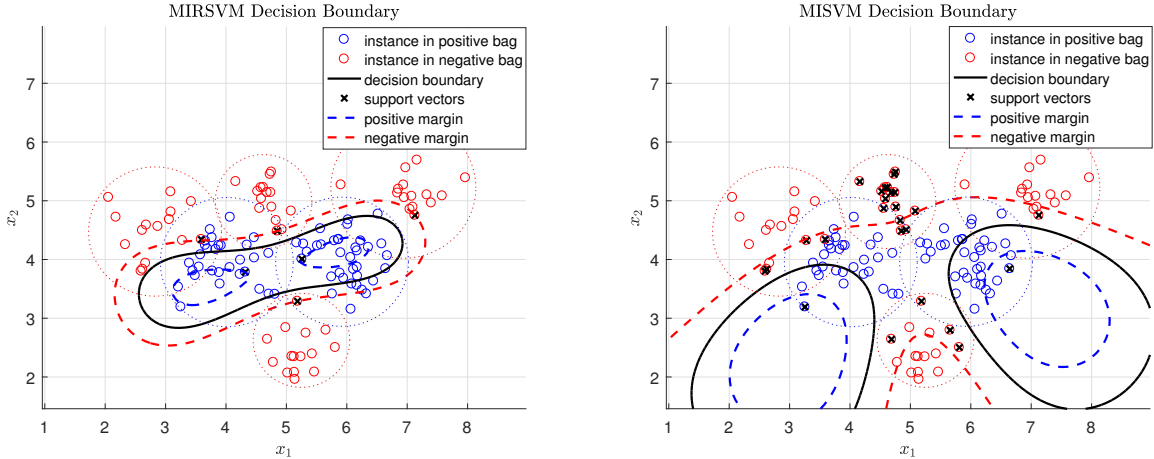 MIRSVM Decision Boundary
instance in positive bag
instance in negative bag
decision boundary
support vectors
positive margin
negative margin
7
6
5
4
3
2
x2
1 2 3 4 5 6 7 8
x1
MISVM Decision Boundary
instance in positive bag
instance in negative bag
decision boundary
support vectors
positive margin
negative margin
7
6
5
4
3
2
x2
1 2 3 4 5 6 7 8
x1